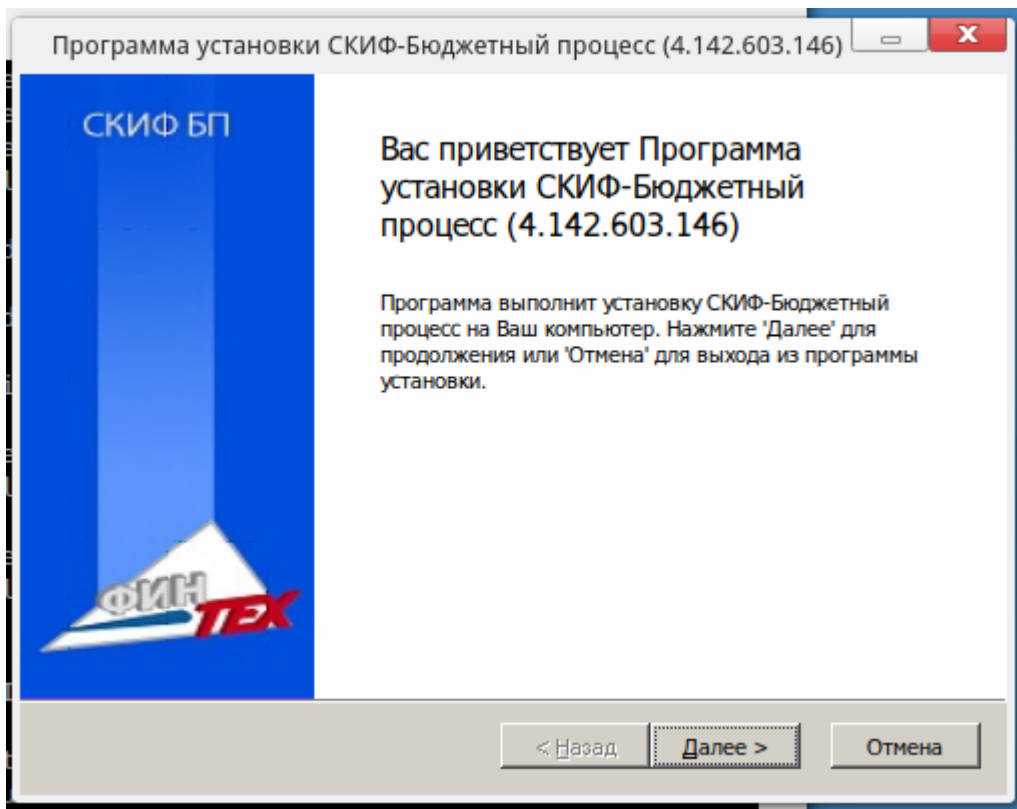 Программа установки СКИФ-Бюджетный процесс (4.142.603.146)
СКИФ БП
Вас приветствует Программа
установки СКИФ-Бюджетный
процесс (4.142.603.146)
Программа выполнит установку СКИФ-Бюджетный
процесс на Ваш компьютер. Нажмите 'Далее' для
продолжения или 'Отмена' для выхода из программы
установки.
ФИН
ТЕХ
< Назад
Далее >
Отмена